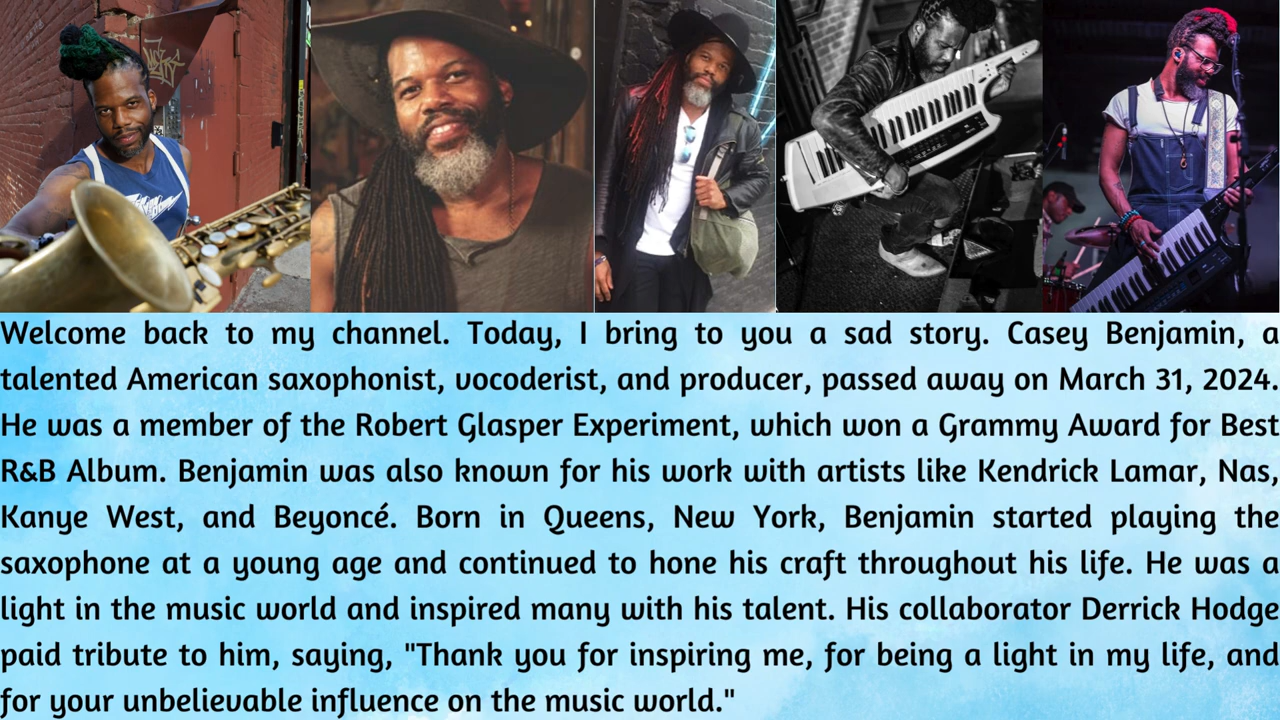 Welcome back to my channel. Today, I bring to you a sad story. Casey Benjamin, a
talented American saxophonist, vocoderist, and producer, passed away on March 31, 2024.
He was a member of the Robert Glasper Experiment, which won a Grammy Award for Best
R&B Album. Benjamin was also known for his work with artists like Kendrick Lamar, Nas,
Kanye West, and Beyoncé. Born in Queens, New York, Benjamin started playing the
saxophone at a young age and continued to hone his craft throughout his life. He was a
light in the music world and inspired many with his talent. His collaborator Derrick Hodge
paid tribute to him, saying, "Thank you for inspiring me, for being a light in my life, and
for your unbelievable influence on the music world."